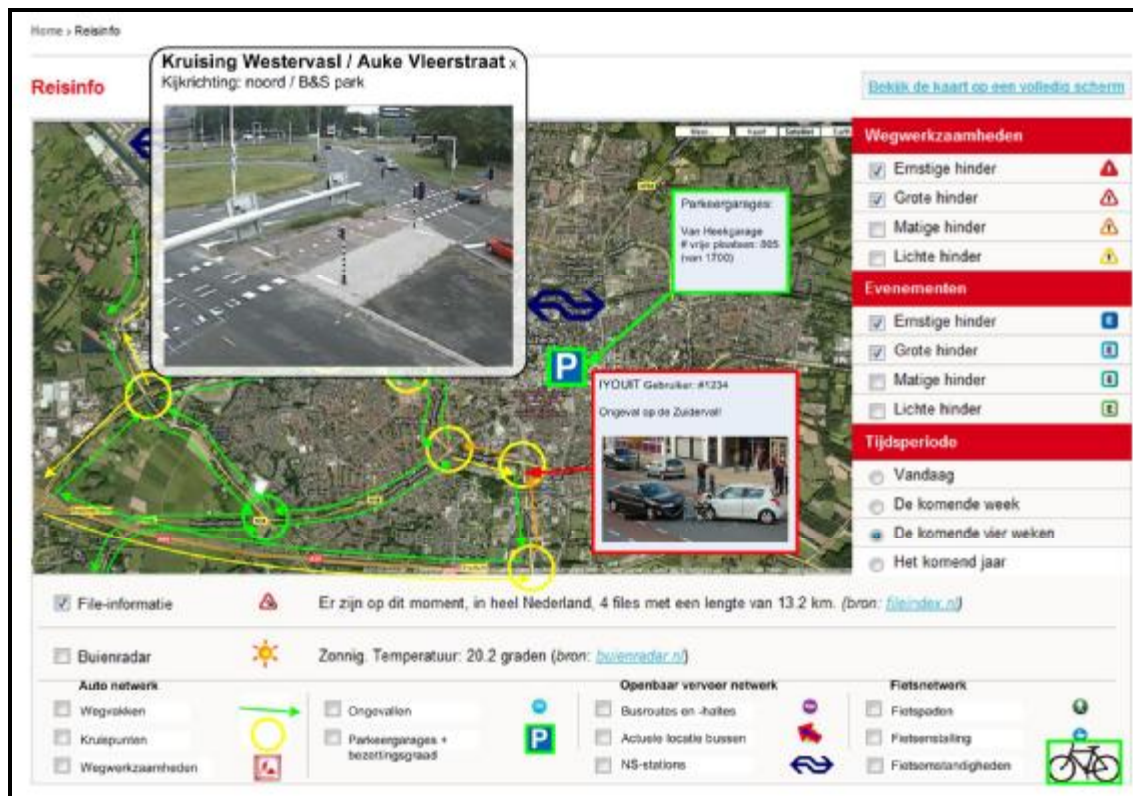 Home > Reisinfo
Kruising Westervasl / Auke Vleerstraat x
Kijkrichting: noord / B&S park
Reisinfo
Bekijk de kaart op een volledig scherm
Kaart Satelliet
Wegwerkzaamheden
Ernstige hinder
Grote hinder
Matige hinder
Lichte hinder
Parkeergarages:
Van Heekgarage
# vrije plaatsen: 805
(van 1700)
Evenementen
Ernstige hinder
Grote hinder
Matige hinder
Lichte hinder
P
IYOUIT Gebruiker: #1234
Ongeval op de Zuiderval!
Tijdsperiode
Vandaag
De komende week
De komende vier weken
Het komend jaar
File-informatie
Er zijn op dit moment, in heel Nederland, 4 files met een lengte van 13.2 km. (bron: fileindex.nl)
Buienradar
Zonnig. Temperatuur: 20.2 graden (bron: buienradar.nl)
Auto netwerk
Wegvakken
Kruispunten
Wegwerkzaamheden
Ongevallen
Parkeergarages +
bezettingsgraad
P
Openbaar verveer netwerk
Busroutes en -haltes
Actuele locatie bussen
NS-stations
Fietsnetwerk
Fietspaden
Fietsenstalling
Fietsomstandigheden